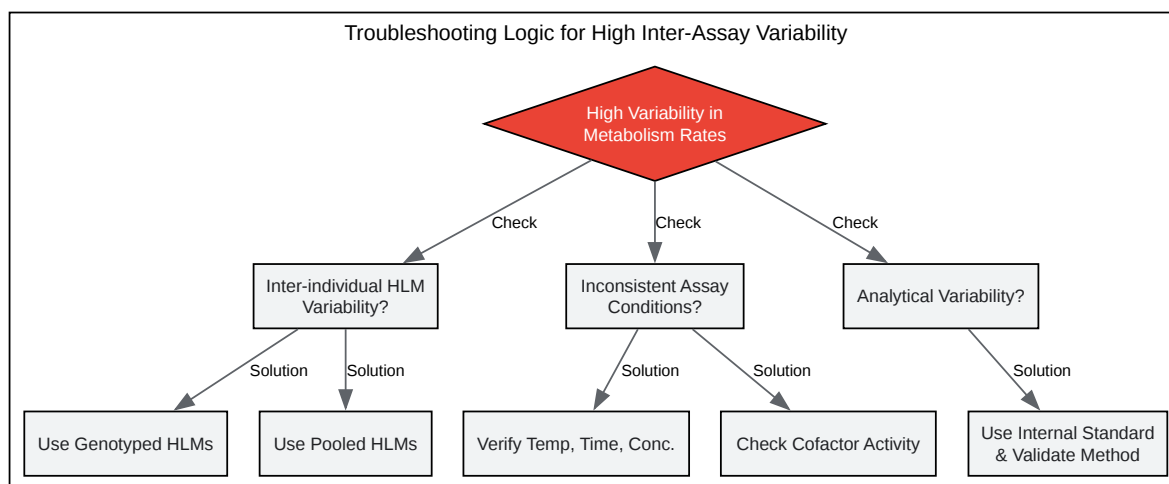 Troubleshooting Logic for High Inter-Assay Variability
High Variability in
Metabolism Rates
Check
Check
Check
Inter-individual HLM
Variability?
Inconsistent Assay
Conditions?
Analytical Variability?
Solution
Solution
Solution
Solution
Solution
Use Genotyped HLMs
Use Pooled HLMs
Verify Temp, Time, Conc.
Check Cofactor Activity
Use Internal Standard
& Validate Method